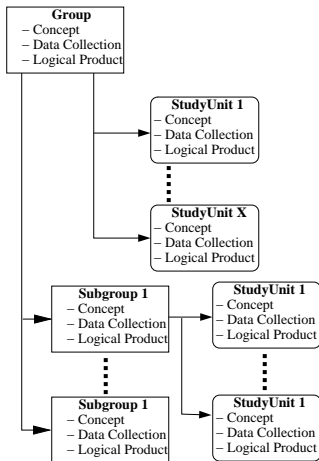 Group
– Concept
– Data Collection
– Logical Product
StudyUnit 1
– Concept
– Data Collection
– Logical Product
StudyUnit X
– Concept
– Data Collection
– Logical Product
Subgroup 1
– Concept
– Data Collection
– Logical Product
StudyUnit 1
– Concept
– Data Collection
– Logical Product
Subgroup 1
– Concept
– Data Collection
– Logical Product
StudyUnit 1
– Concept
– Data Collection
– Logical Product